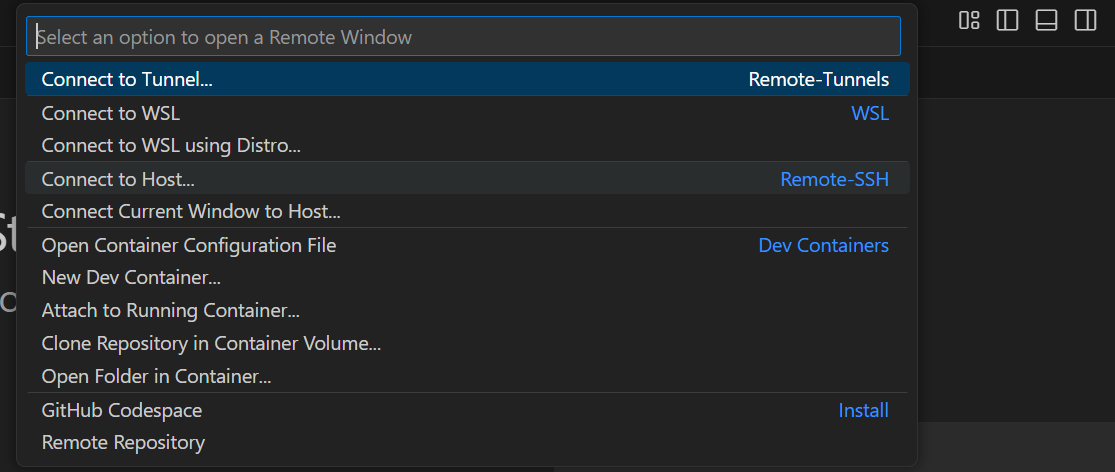 Select an option to open a Remote Window
Connect to Tunnel... Remote-Tunnels
Connect to WSL WSL
Connect to WSL using Distro...
Connect to Host... Remote-SSH
Connect Current Window to Host...
Open Container Configuration File Dev Containers
New Dev Container...
Attach to Running Container...
Clone Repository in Container Volume...
Open Folder in Container...
GitHub Codespace Install
Remote Repository